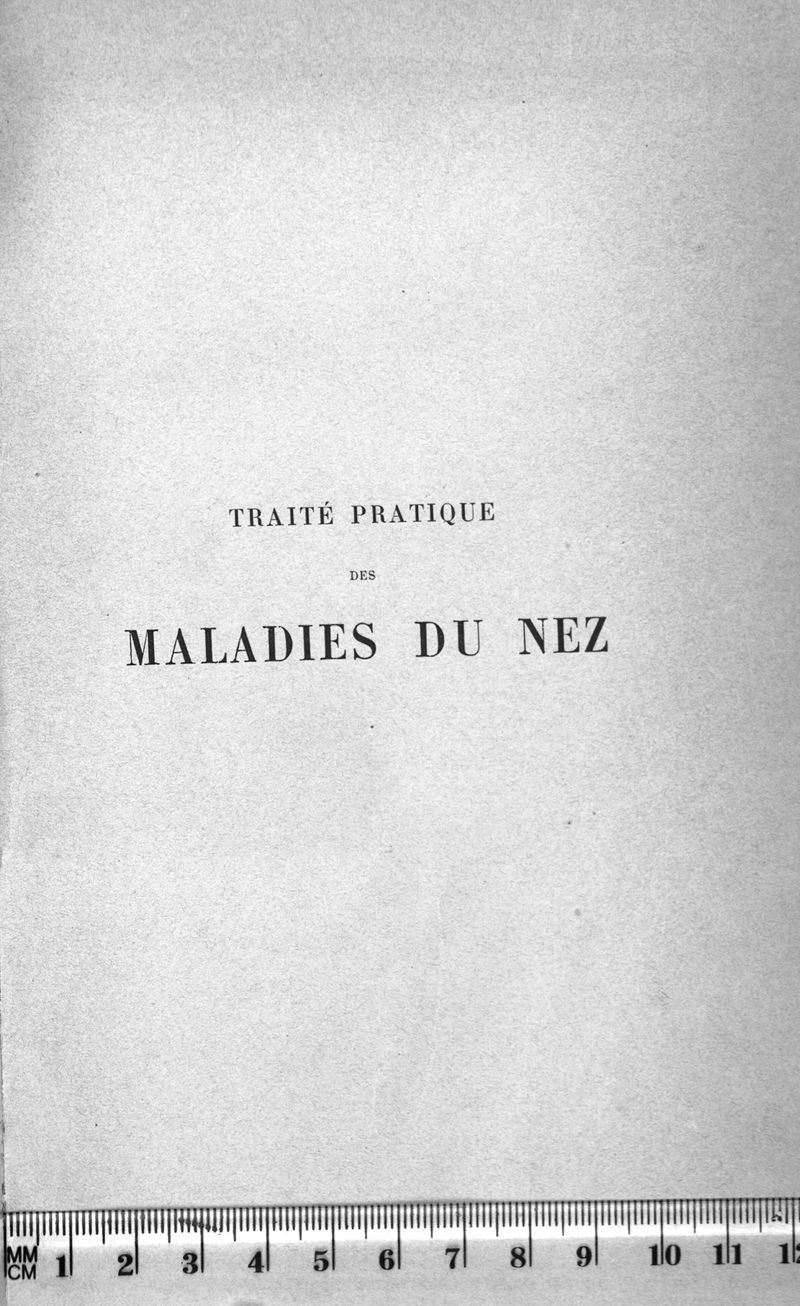 TRAITÉ PRATIQUE
DES
MALADIES DU NEZ
MM
CM 1 2 3 4 5 6 7 8 9 10 11 12